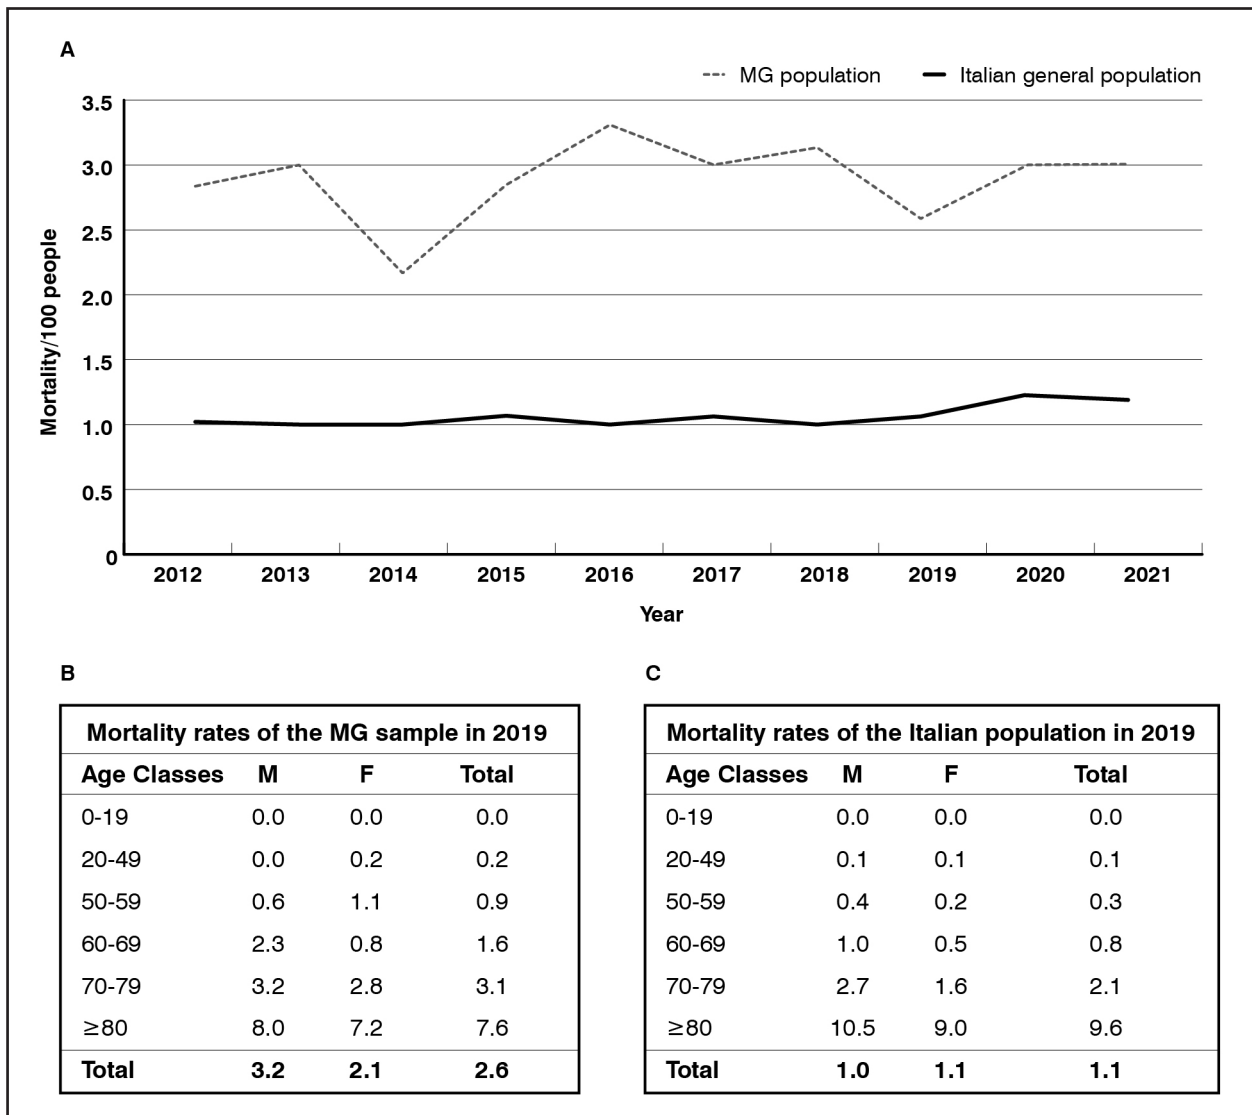 A
MG population Italian general population
3.5
3.0
2.5
2.0
1.5
1.0
0.5
0
Mortality/100 people
2012 2013 2014 2015 2016 2017 2018 2019 2020 2021
Year
B
Mortality rates of the MG sample in 2019
Age Classes M F Total
0-19 0.0 0.0 0.0
20-49 0.0 0.2 0.2
50-59 0.6 1.1 0.9
60-69 2.3 0.8 1.6
70-79 3.2 2.8 3.1
≥80 8.0 7.2 7.6
Total 3.2 2.1 2.6
C
Mortality rates of the Italian population in 2019
Age Classes M F Total
0-19 0.0 0.0 0.0
20-49 0.1 0.1 0.1
50-59 0.4 0.2 0.3
60-69 1.0 0.5 0.8
70-79 2.7 1.6 2.1
≥80 10.5 9.0 9.6
Total 1.0 1.1 1.1